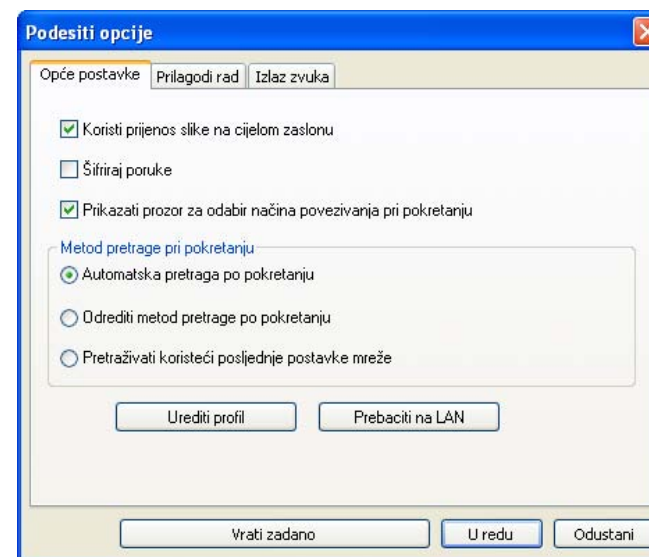 Podesiti opcije
Opće postavke Prilagodi rad Izlaz zvuka
Koristi prijenos slike na cijelom zaslonu
Šifriraj poruke
Prikazati prozor za odabir načina povezivanja pri pokretanju
Metod pretrage pri pokretanju
Automatska pretraga po pokretanju
Odrediti metod pretrage po pokretanju
Pretraživati koristeći posljednje postavke mreže
Urediti profil Prebaciti na LAN
Vrati zadano U redu Odustani